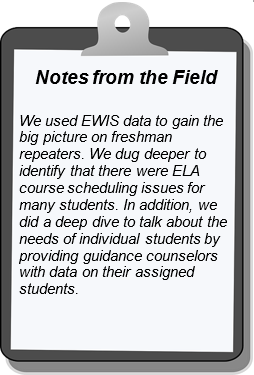 Notes from the Field
We used EWIS data to gain the
big picture on freshman
repeaters. We dug deeper to
identify that there were ELA
course scheduling issues for
many students. In addition, we
did a deep dive to talk about the
needs of individual students by
providing guidance counselors
with data on their assigned
students.